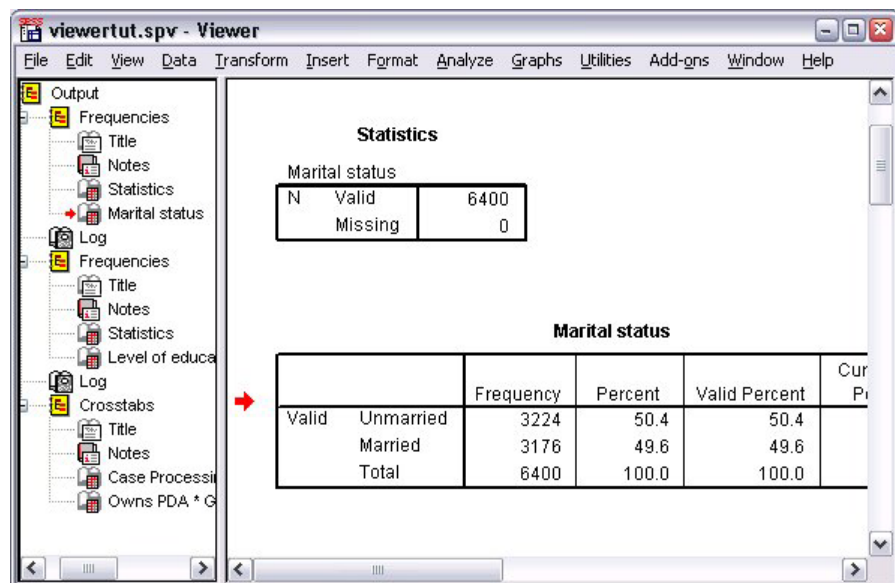 viewertut.spv - Viewer
File Edit View Data Transform Insert Format Analyze Graphs Utilities Add-ons Window Help
Output
Frequencies
Title
Notes
Statistics
Marital status
Log
Frequencies
Title
Notes
Statistics
Level of educa
Log
Crosstabs
Title
Notes
Case Processi
Owns PDA * G
Statistics
Marital status
N Valid 6400
Missing 0
Marital status
Frequency Percent Valid Percent
Valid Unmarried 3224 50.4 50.4
Married 3176 49.6 49.6
Total 6400 100.0 100.0